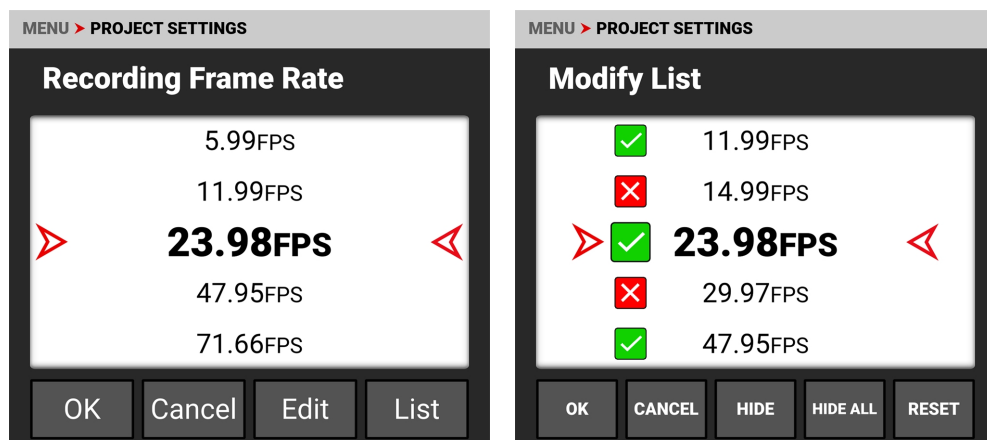 MENU > PROJECT SETTINGS
Recording Frame Rate
5.99FPS
11.99FPS
23.98FPS
47.95FPS
71.66FPS
OK Cancel Edit List
MENU > PROJECT SETTINGS
Modify List
11.99FPS
14.99FPS
23.98FPS
29.97FPS
47.95FPS
OK CANCEL HIDE HIDE ALL RESET